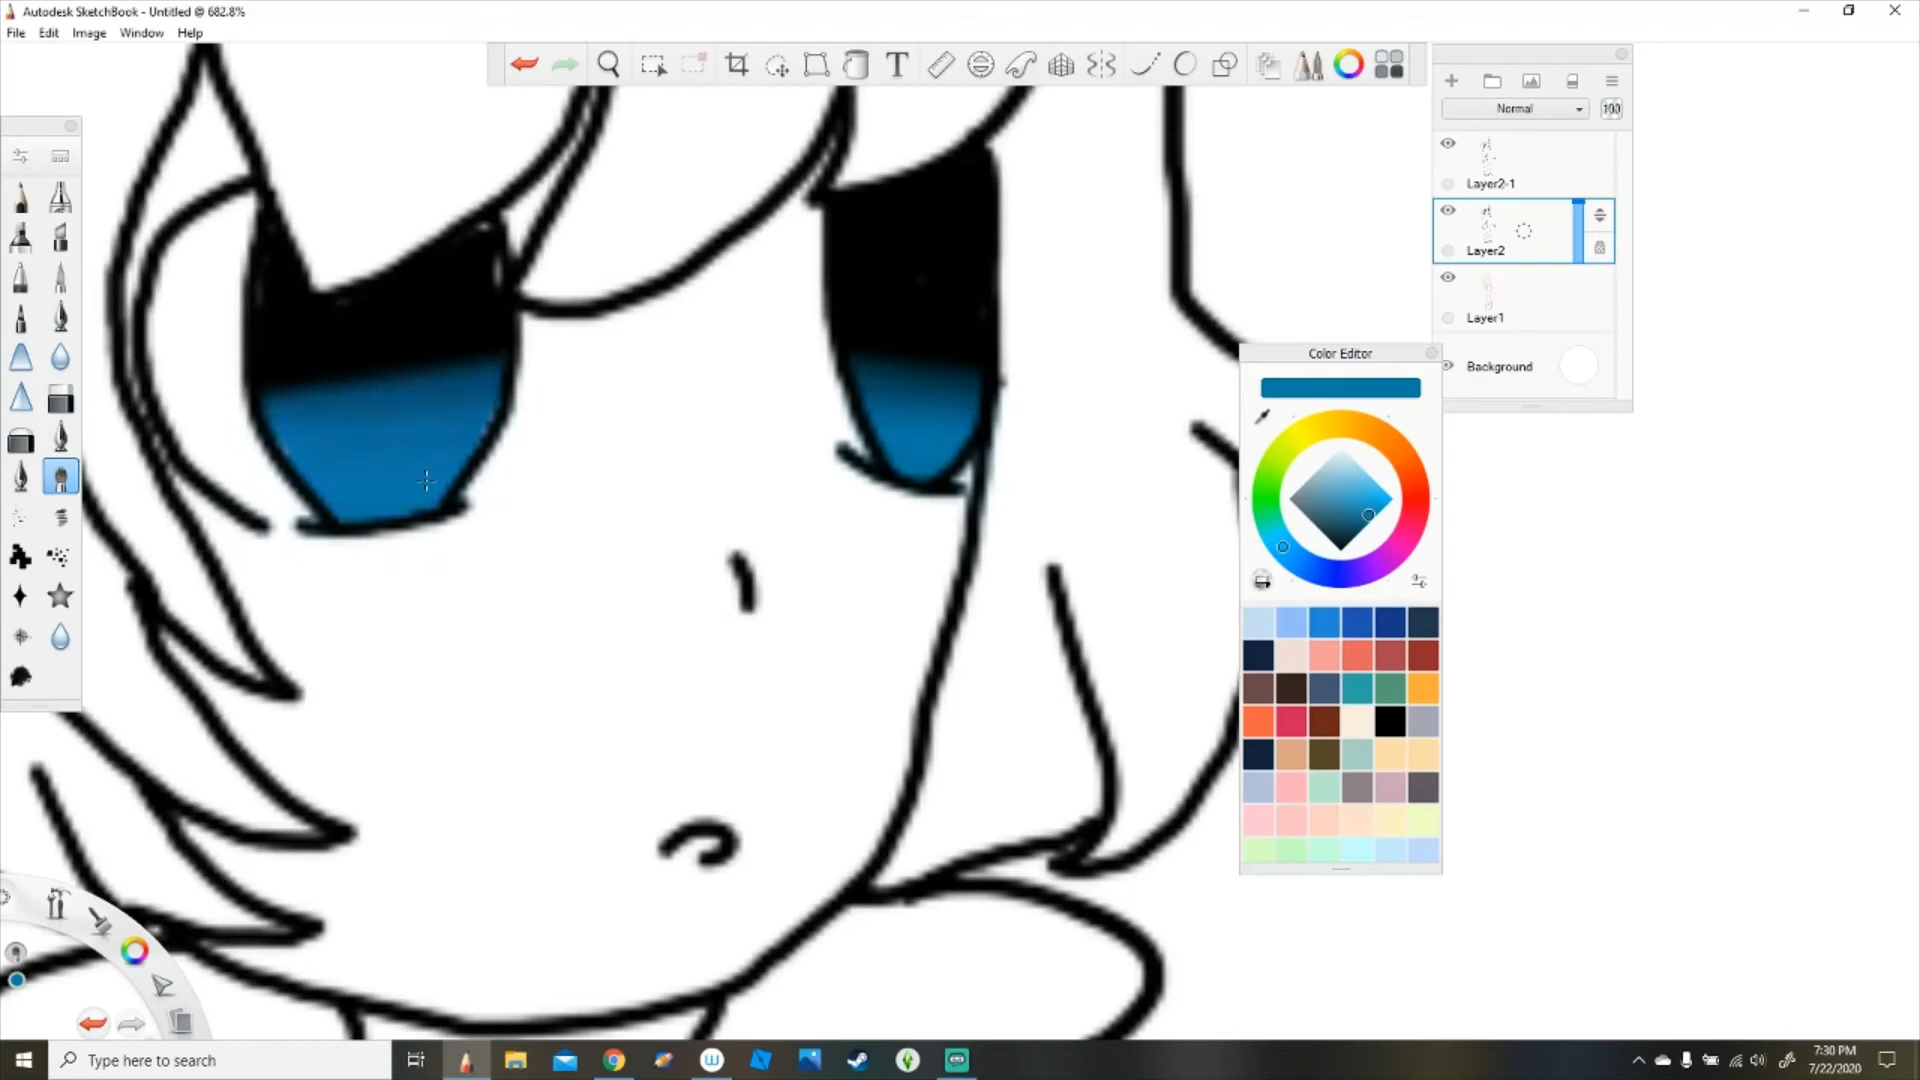 Autodesk SketchBook - Untitled @ 682.8%
File Edit Image Window Help
T
Normal 100
Layer2-1
Layer2
Layer1
Background
Color Editor
Type here to search
7:30 PM
7/22/2020